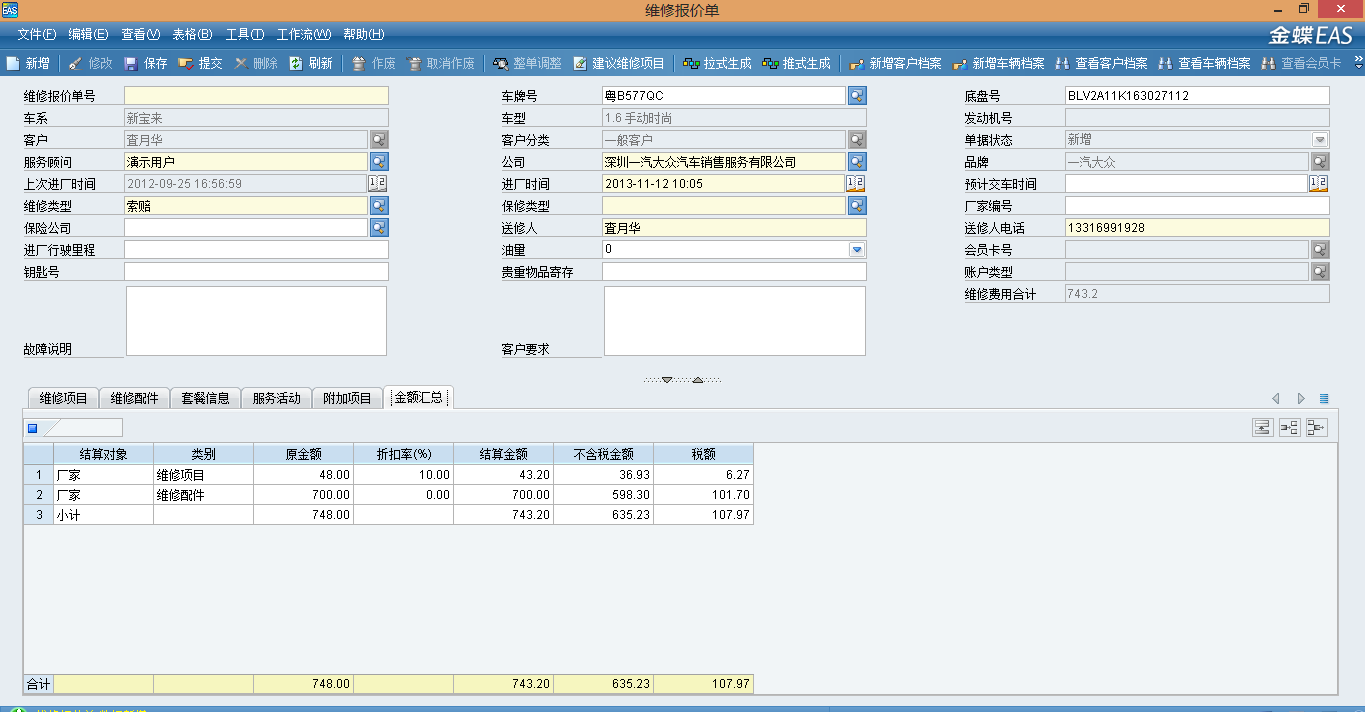 EAS 维修报价单
文件(F) 编辑(E) 查看(V) 表格(B) 工具(T) 工作流(W) 帮助(H) 金蝶EAS
新增 修改 保存 提交 删除 刷新 作废 取消作废 整单调整 建议维修项目 拉式生成 推式生成 新增客户档案 新增车辆档案 查看客户档案 查看车辆档案 查看会员卡
维修报价单号 车牌号 粤B577QC 底盘号 BLV2A11K163027112
车系 新宝来 车型 1.6 手动时尚 发动机号
客户 查月华 客户分类 一般客户 单据状态 新增
服务顾问 演示用户 公司 深圳一汽大众汽车销售服务有限公司 品牌 一汽大众
上次进厂时间 2012-09-25 16:56:59 进厂时间 2013-11-12 10:05 预计交车时间
维修类型 索赔 保修类型 厂家编号
保险公司 送修人 查月华 送修人电话 13316991928
进厂行驶里程 油量 0 会员卡号
钥匙号 贵重物品寄存 账户类型
维修费用合计 743.2
故障说明 客户要求
维修项目 维修配件 套餐信息 服务活动 附加项目 金额汇总
结算对象 类别 原金额 折扣率(%) 结算金额 不含税金额 税额
1 厂家 维修项目 48.00 10.00 43.20 36.93 6.27
2 厂家 维修配件 700.00 0.00 700.00 598.30 101.70
3 小计 748.00 743.20 635.23 107.97
合计 748.00 743.20 635.23 107.97